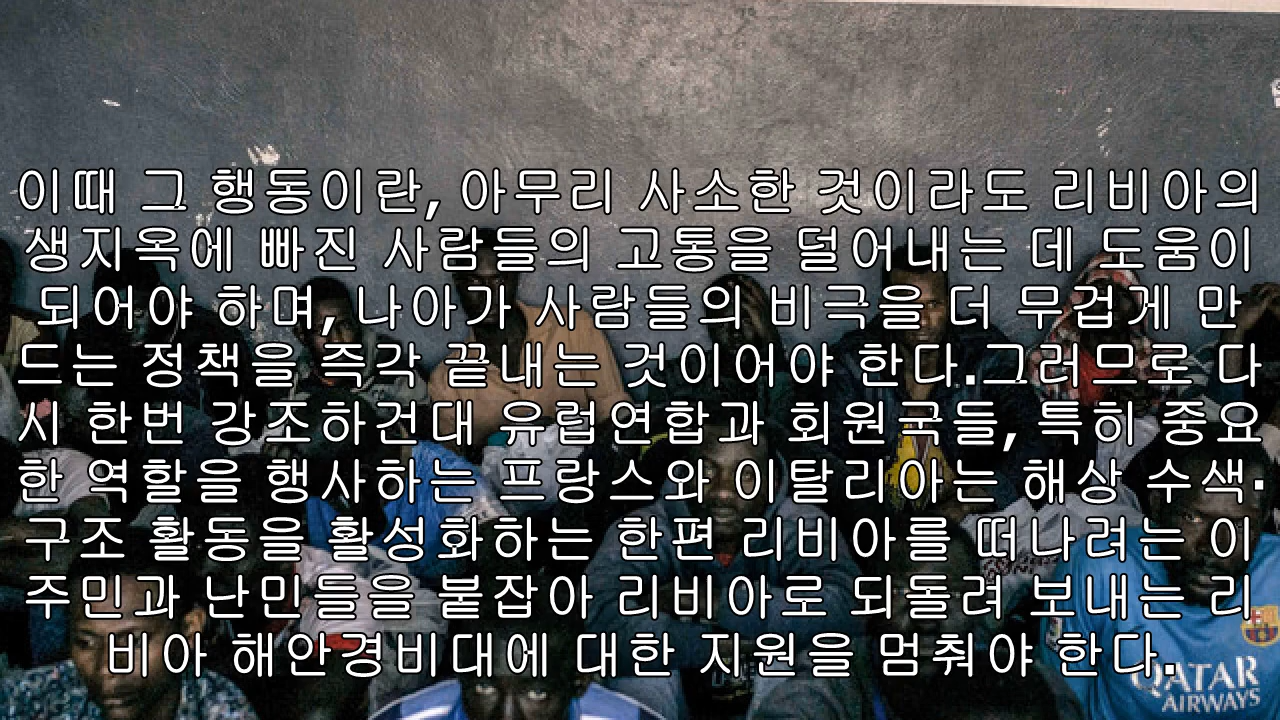 이때 그 행동이란, 아무리 사소한 것이라도 리비아의
생지옥에 빠진 사람들의 고통을 덜어내는 데 도움이
되어야 하며, 나아가 사람들의 비극을 더 무겁게 만
드는 정책을 즉각 끝내는 것이어야 한다.그러므로 다
시 한번 강조하건대 유럽연합과 회원국들, 특히 중요
한 역할을 행사하는 프랑스와 이탈리아는 해상 수색·
구조 활동을 활성화하는 한편 리비아를 떠나려는 이
주민과 난민들을 붙잡아 리비아로 되돌려 보내는 리
비아 해안경비대에 대한 지원을 멈춰야 한다.
QATAR
AIRWAYS